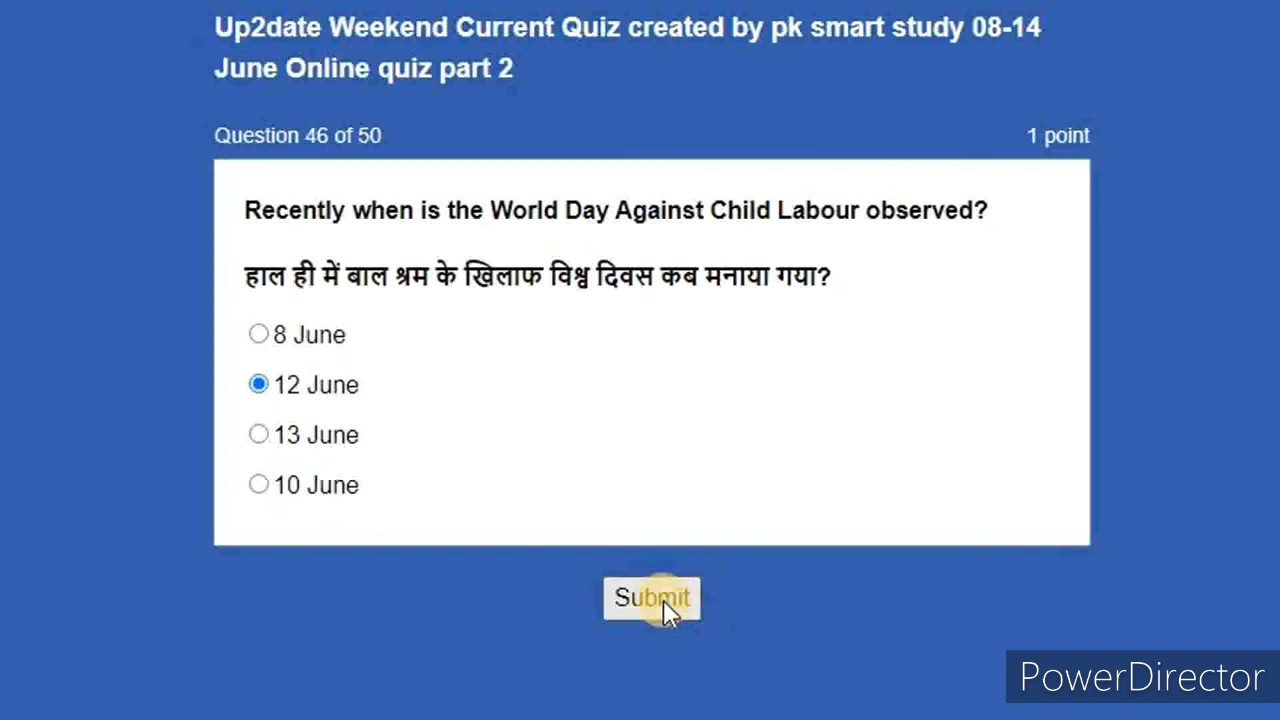 Up2date Weekend Current Quiz created by pk smart study 08-14
June Online quiz part 2
Question 46 of 50
1 point
Recently when is the World Day Against Child Labour observed?
हाल ही में बाल श्रम के खिलाफ विश्व दिवस कब मनाया गया?
8 June
12 June
13 June
10 June
Submit
PowerDirector